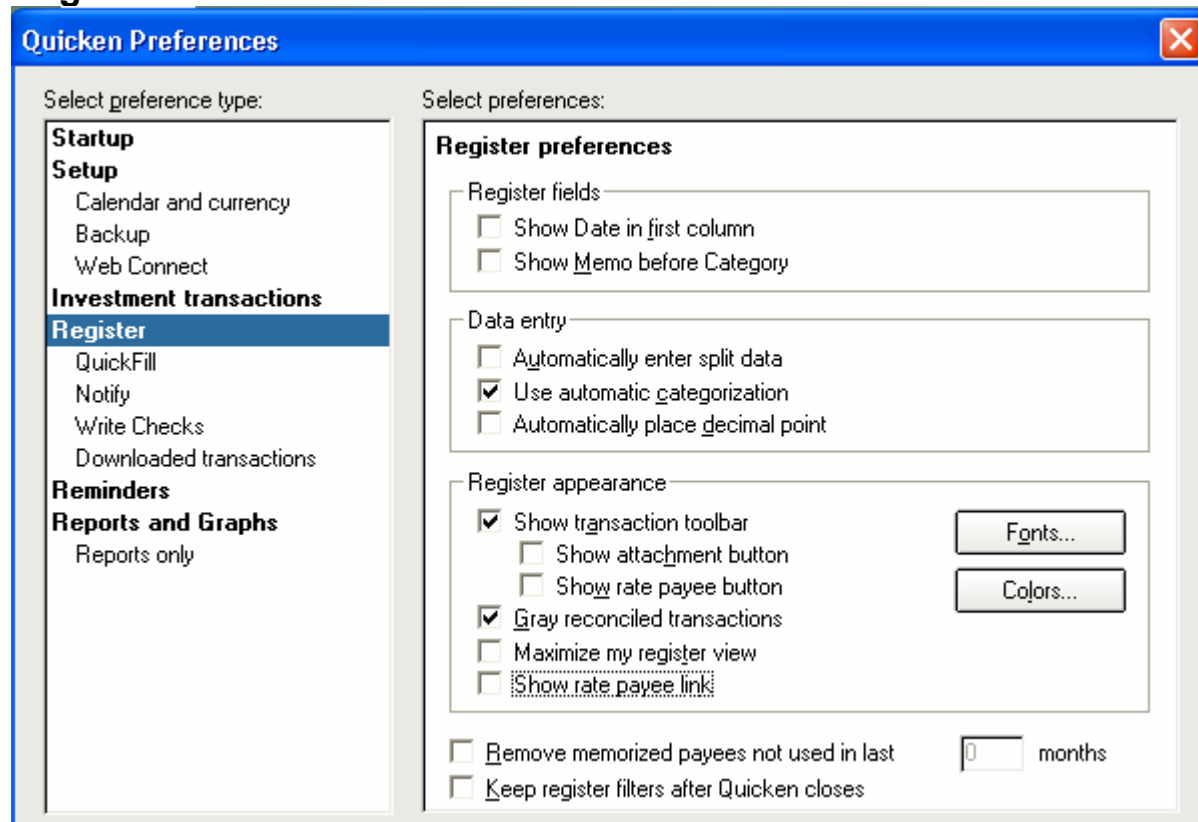 Quicken Preferences
Select preference type:
Select preferences:
Startup
Setup
Calendar and currency
Backup
Web Connect
Investment transactions
Register
QuickFill
Notify
Write Checks
Downloaded transactions
Reminders
Reports and Graphs
Reports only
Register preferences
Register fields
Show Date in first column
Show Memo before Category
Data entry
Automatically enter split data
Use automatic categorization
Automatically place decimal point
Register appearance
Show transaction toolbar
Show attachment button
Show rate payee button
Gray reconciled transactions
Maximize my register view
Show rate payee link
Fonts...
Colors...
Remove memorized payees not used in last 0 months
Keep register filters after Quicken closes